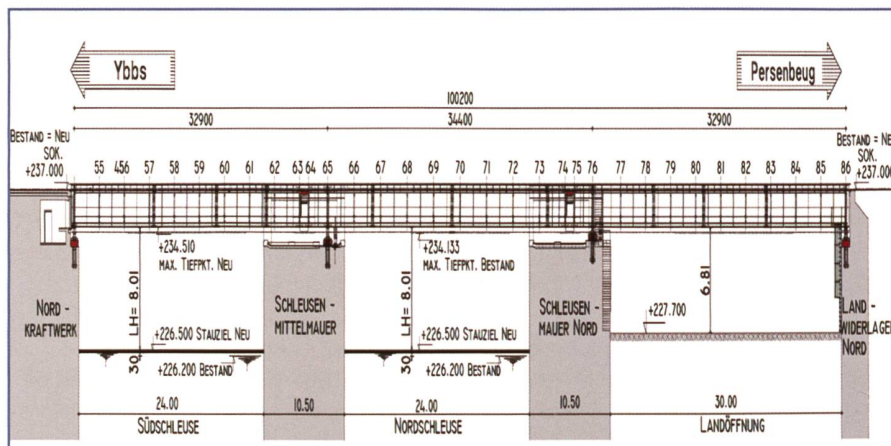 Ybbs
Persenbeug
100200
32900 34400 32900
BESTAND = NEU
SOK.
+237.000
BESTAND = NEU
SOK.
+237.000
55 456 57 58 59 60 61 62 63 64 65 66 67 68 69 70 71 72 73 74 75 76 77 78 79 80 81 82 83 84 85 86
+234.510
MAX. TIEFPKT. NEU
+234.133
MAX. TIEFPKT. BESTAND
LH= 8.01
LH= 8.01
6.81
NORD -
KRAFTWERK
SCHLEUSEN -
MITTELMAUER
SCHLEUSEN -
MAUER NORD
LAND -
WIDERLAGER
NORD
+227.700
+226.500 STAUZIEL NEU
+226.500 STAUZIEL NEU
30
+226.200 BESTAND
30
+226.200 BESTAND
24.00 10.50 24.00 10.50 30.00
SÜDSCHLEUSE NORDSCHLEUSE LANDÖFFNUNG